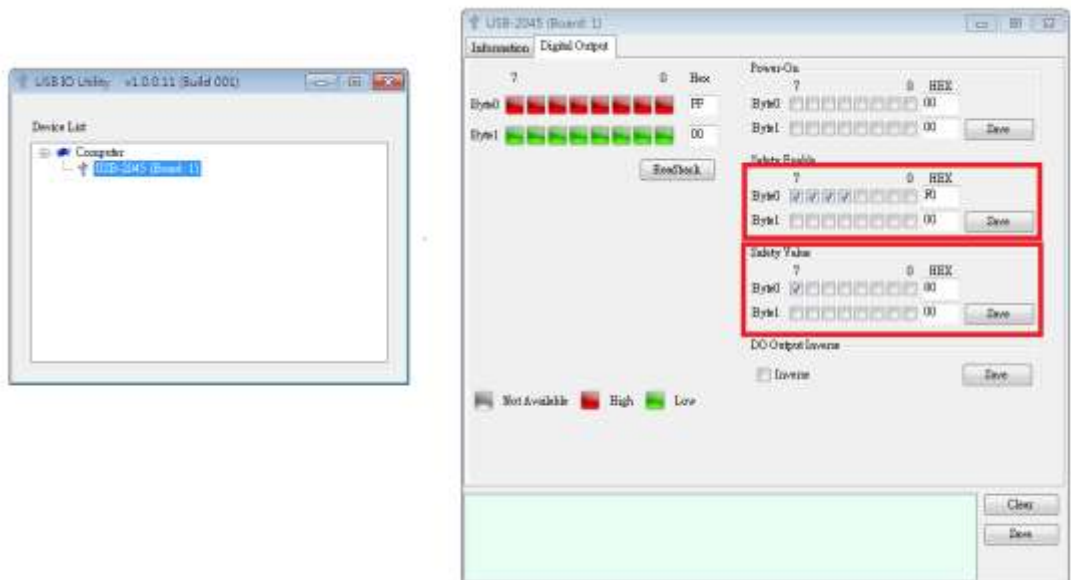 USB IO Utility v1.0.0.11 (Build 001)
Device List
Computer
USB-2045 (Board: 1)
USB-2045 (Board: 1)
Information Digital Output
7 0 Hex
Byte0 FF
Byte1 00
ReadBack
Not Available High Low
Power-On
7 0 HEX
Byte0 00
Byte1 00 Save
Safety Enable
7 0 HEX
Byte0 F0
Byte1 00 Save
Safety Value
7 0 HEX
Byte0
Byte1 00 Save
DO Output Inverse
Inverse Save
Clear
Save